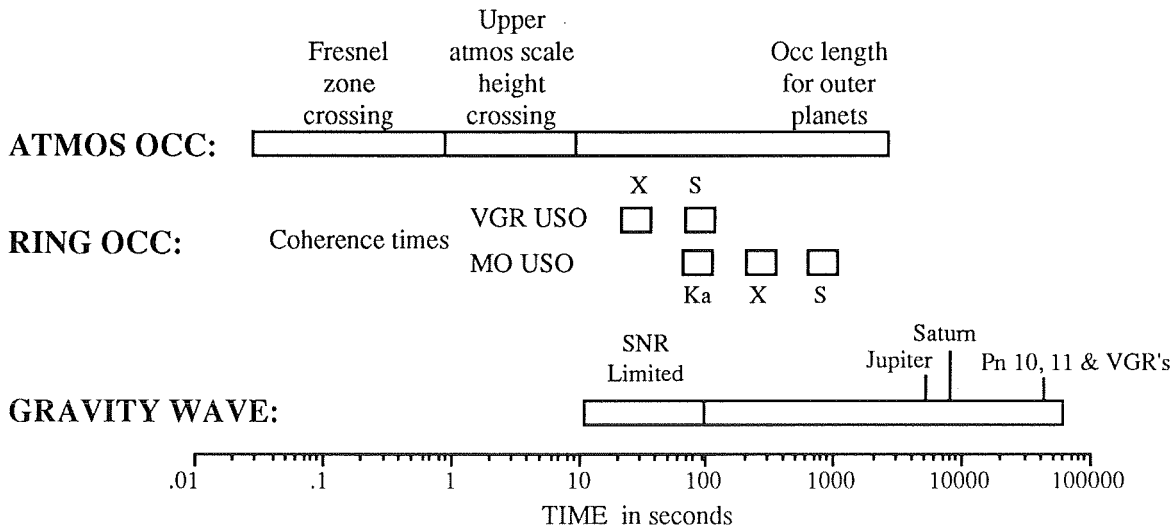 Fresnel
zone
crossing
Upper
atmos scale
height
crossing
Occ length
for outer
planets
ATMOS OCC:
X S
VGR USO
RING OCC:
Coherence times
MO USO
Ka X S
SNR
Limited
Saturn
Jupiter
Pn 10, 11 & VGR's
GRAVITY WAVE:
.01 .1 1 10 100 1000 10000 100000
TIME in seconds